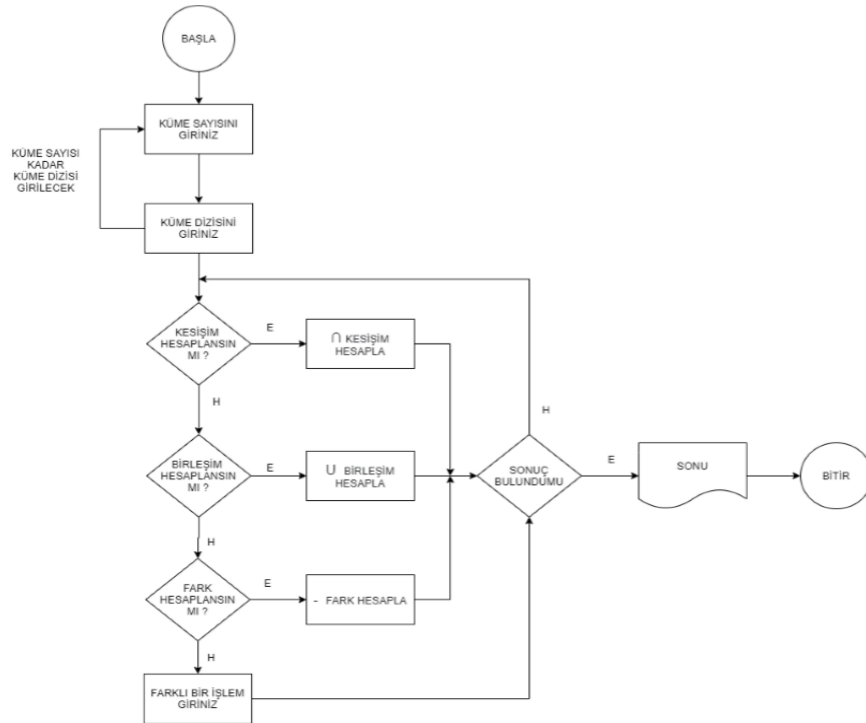 BAŞLA
KÜME SAYISINI
GİRİNİZ
KÜME SAYISI
KADAR
KÜME DİZİSİ
GİRİLECEK
KÜME DİZİSİNİ
GİRİNİZ
KESİŞİM
HESAPLANSIN
MI ?
E
∩ KESİŞİM
HESAPLA
H
H
BİRLEŞİM
HESAPLANSIN
MI ?
E
U BİRLEŞİM
HESAPLA
SONUÇ
BULUNDUMU
E
SONU
BİTİR
H
FARK
HESAPLANSIN
MI ?
E
- FARK HESAPLA
H
FARKLI BİR İŞLEM
GİRİNİZ